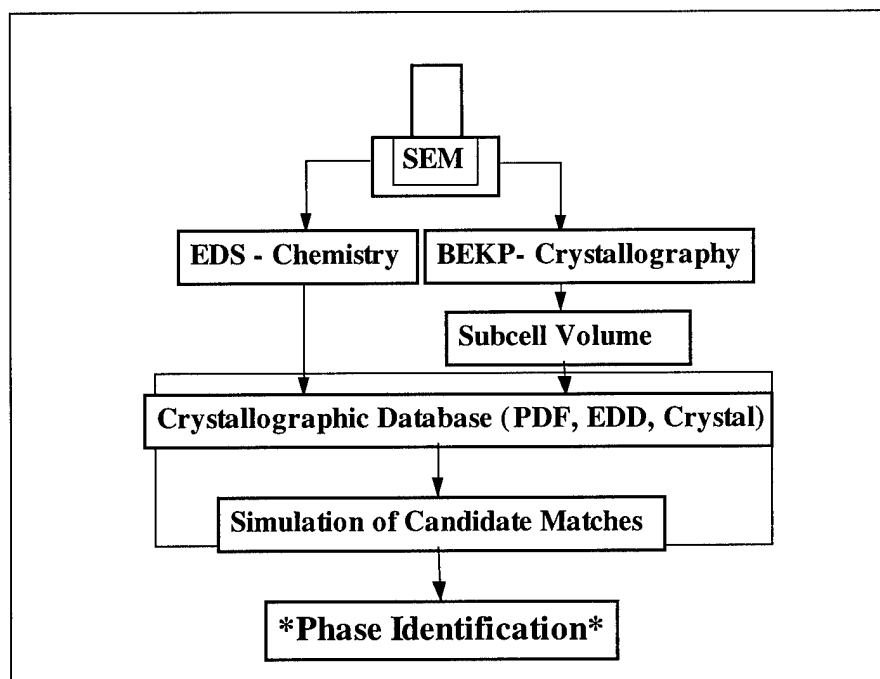 SEM
EDS - Chemistry
BEKP- Crystallography
Subcell Volume
Crystallographic Database (PDF, EDD, Crystal)
Simulation of Candidate Matches
*Phase Identification*